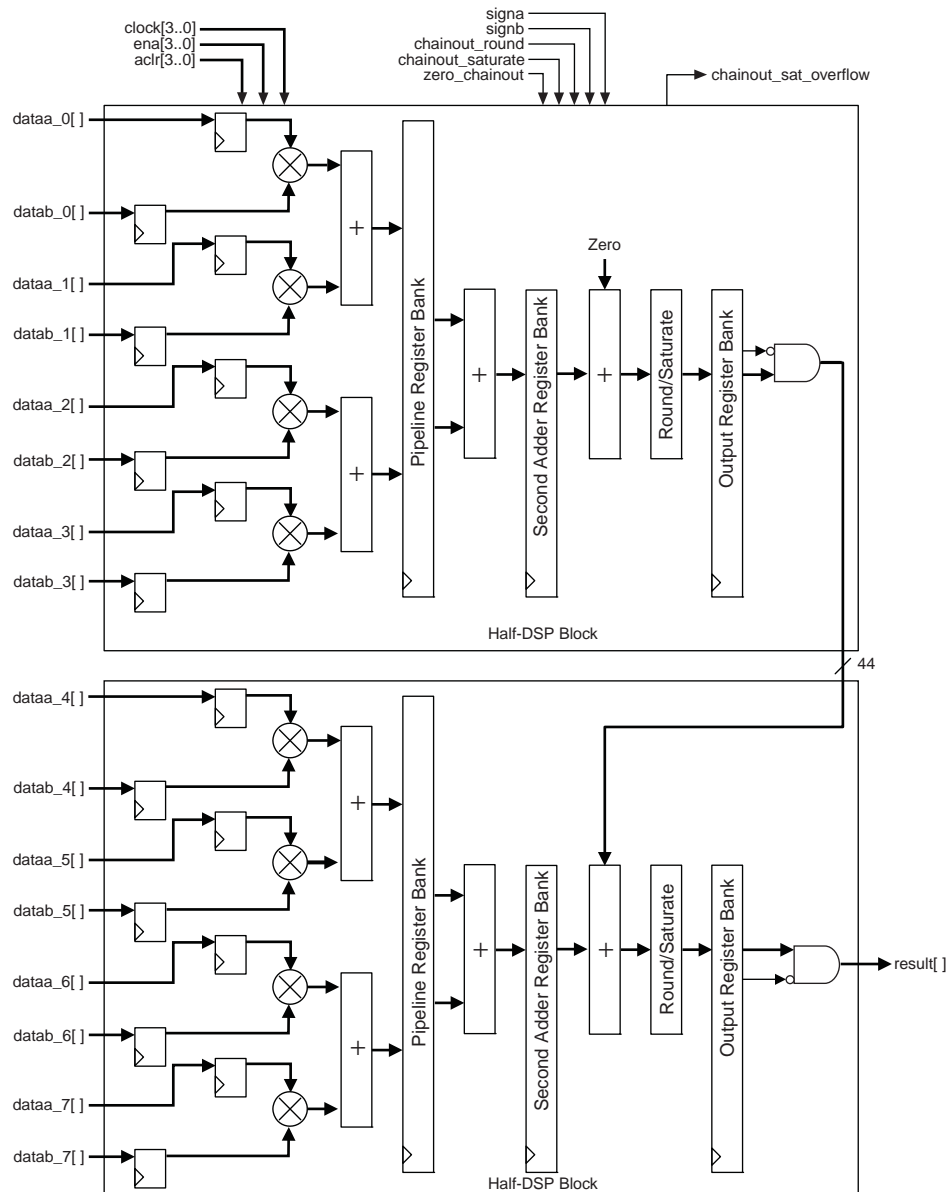 clock[3..0]
ena[3..0]
aclr[3..0]
signa
signb
chainout_round
chainout_saturate
zero_chainout
chainout_sat_overflow
dataa_0[ ]
datab_0[ ]
dataa_1[ ]
datab_1[ ]
dataa_2[ ]
datab_2[ ]
dataa_3[ ]
datab_3[ ]
+
+
Pipeline Register Bank
+
Second Adder Register Bank
Zero
+
Round/Saturate
Output Register Bank
Half-DSP Block
44
dataa_4[ ]
datab_4[ ]
dataa_5[ ]
datab_5[ ]
dataa_6[ ]
datab_6[ ]
dataa_7[ ]
datab_7[ ]
+
+
Pipeline Register Bank
+
Second Adder Register Bank
+
Round/Saturate
Output Register Bank
result[ ]
Half-DSP Block